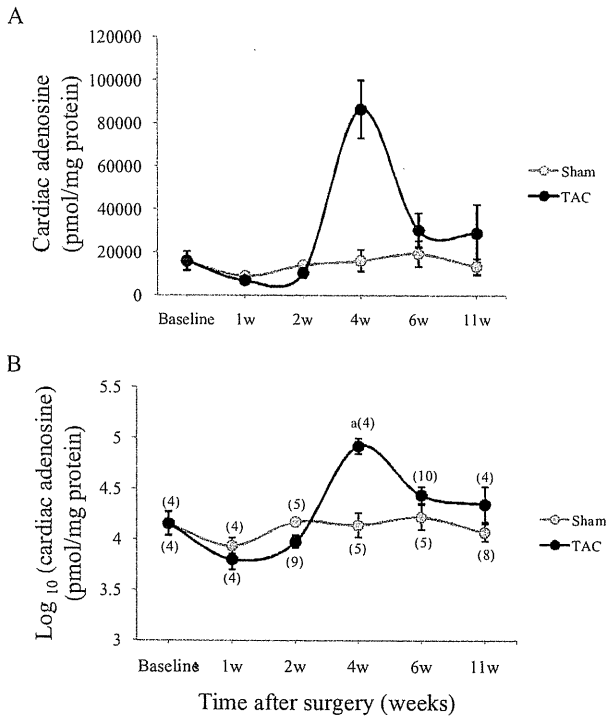 A
Cardiac adenosine
(pmol/mg protein)
120000
100000
80000
60000
40000
20000
0
Baseline 1w 2w 4w 6w 11w
Sham
TAC
B
Log 10 (cardiac adenosine)
(pmol/mg protein)
5.5
5
4.5
4
3.5
3
(4) (4) (5) a(4) (10) (4)
(4) (4) (9) (5) (5) (8)
Baseline 1w 2w 4w 6w 11w
Sham
TAC
Time after surgery (weeks)